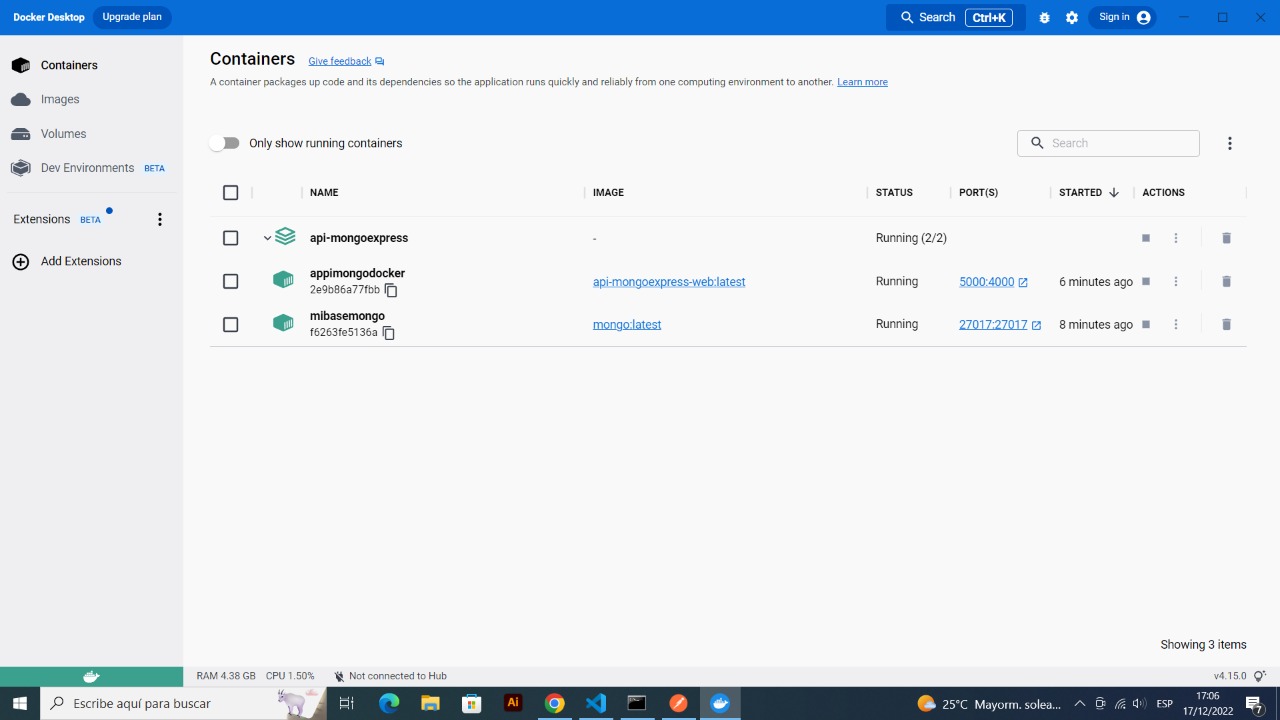 Docker Desktop Upgrade plan Search Ctrl+K Sign in
Containers
Images
Volumes
Dev Environments BETA
Extensions BETA
Add Extensions
Containers Give feedback
A container packages up code and its dependencies so the application runs quickly and reliably from one computing environment to another. Learn more
Only show running containers Search
NAME IMAGE STATUS PORT(S) STARTED ACTIONS
api-mongoexpress - Running (2/2)
appimongodocker
2e9b86a77fbb api-mongoexpress-web:latest Running 5000:4000 6 minutes ago
mibasemongo
f6263fe5136a mongo:latest Running 27017:27017 8 minutes ago
Showing 3 items
RAM 4.38 GB CPU 1.50% Not connected to Hub v4.15.0
Escribe aquí para buscar Ai 25°C Mayorm. solea... ESP 17:06
17/12/2022 7